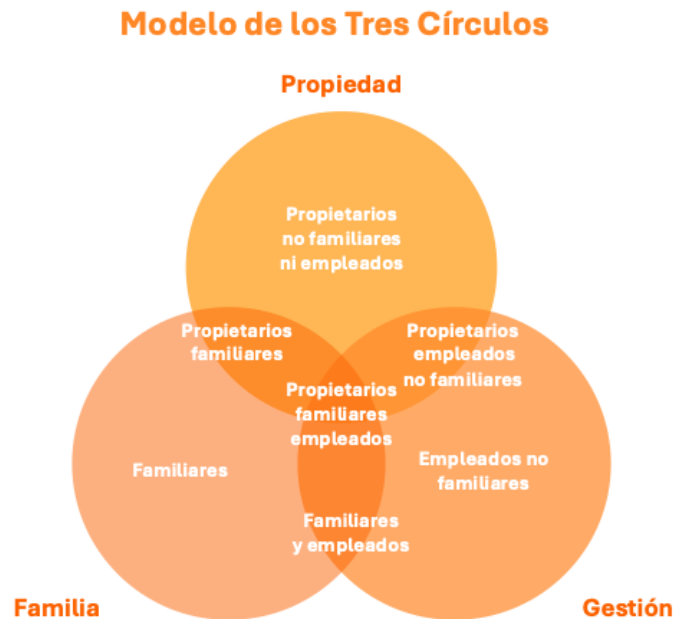 Modelo de los Tres Círculos
Propiedad
Propietarios
no familiares
ni empleados
Propietarios
familiares
Propietarios
empleados
no familiares
Propietarios
familiares
empleados
Familiares
Empleados no
familiares
Familiares
y empleados
Familia
Gestión